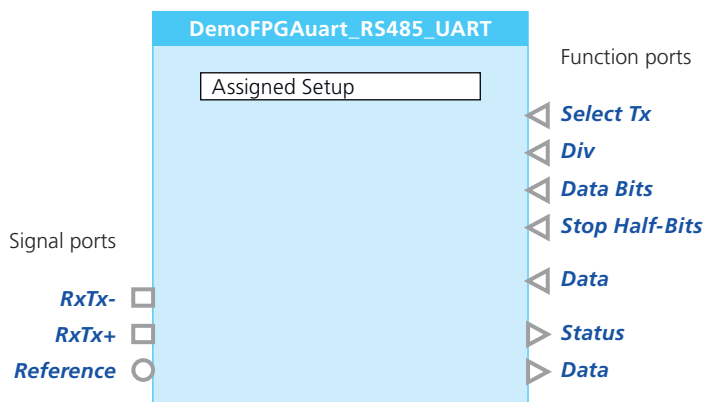 DemoFPGAuart_RS485_UART
Function ports
Assigned Setup
Select Tx
Div
Data Bits
Stop Half-Bits
Signal ports
Data
RxTx-
RxTx+
Status
Reference
Data